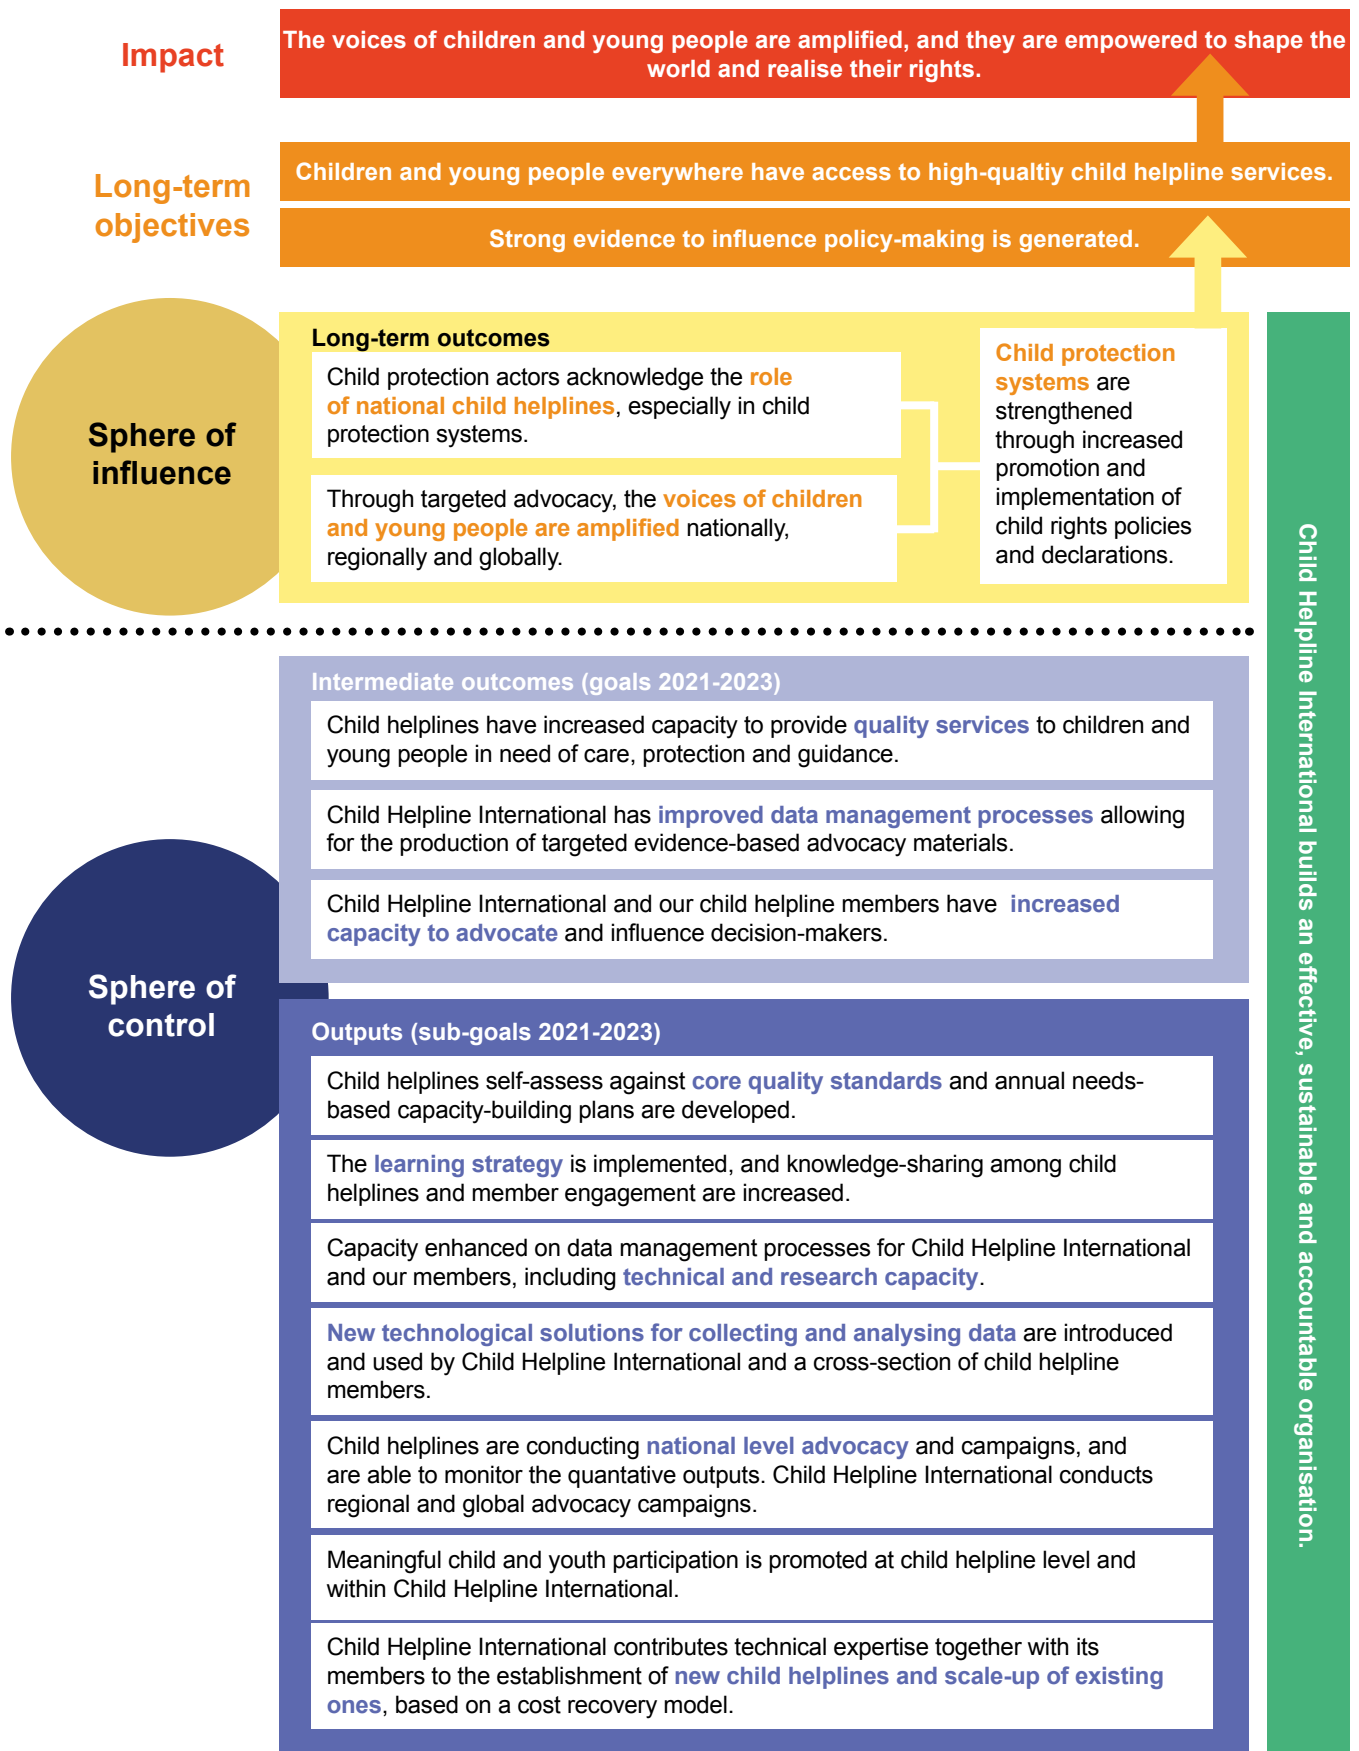 Impact
The voices of children and young people are amplified, and they are empowered to shape the
world and realise their rights.
Long-term
objectives
Children and young people everywhere have access to high-qualtiy child helpline services.
Strong evidence to influence policy-making is generated.
Sphere of
influence
Long-term outcomes
Child protection actors acknowledge the role
of national child helplines, especially in child
protection systems.
Through targeted advocacy, the voices of children
and young people are amplified nationally,
regionally and globally.
Child protection
systems are
strengthened
through increased
promotion and
implementation of
child rights policies
and declarations.
Sphere of
control
Intermediate outcomes (goals 2021-2023)
Child helplines have increased capacity to provide quality services to children and
young people in need of care, protection and guidance.
Child Helpline International has improved data management processes allowing
for the production of targeted evidence-based advocacy materials.
Child Helpline International and our child helpline members have increased
capacity to advocate and influence decision-makers.
Outputs (sub-goals 2021-2023)
Child helplines self-assess against core quality standards and annual needs-
based capacity-building plans are developed.
The learning strategy is implemented, and knowledge-sharing among child
helplines and member engagement are increased.
Capacity enhanced on data management processes for Child Helpline International
and our members, including technical and research capacity.
New technological solutions for collecting and analysing data are introduced
and used by Child Helpline International and a cross-section of child helpline
members.
Child helplines are conducting national level advocacy and campaigns, and
are able to monitor the quantative outputs. Child Helpline International conducts
regional and global advocacy campaigns.
Meaningful child and youth participation is promoted at child helpline level and
within Child Helpline International.
Child Helpline International contributes technical expertise together with its
members to the establishment of new child helplines and scale-up of existing
ones, based on a cost recovery model.
Child Helpline International builds an effective, sustainable and accountable organisation.